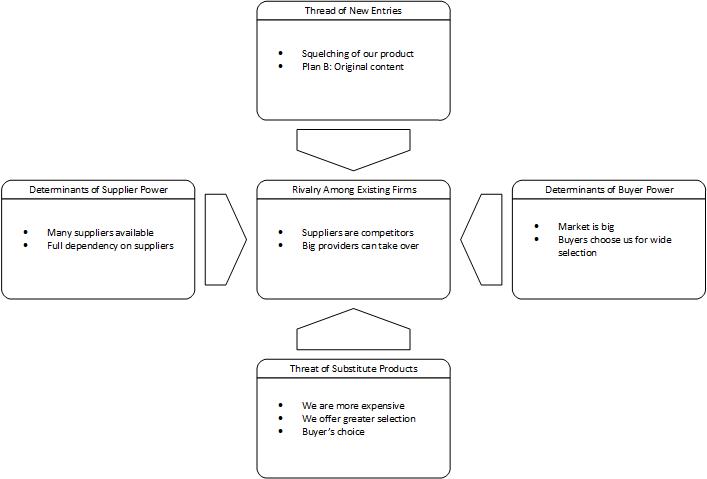 Thread of New Entries
• Squelching of our product
• Plan B: Original content
Determinants of Supplier Power
• Many suppliers available
• Full dependency on suppliers
Rivalry Among Existing Firms
• Suppliers are competitors
• Big providers can take over
Determinants of Buyer Power
• Market is big
• Buyers choose us for wide
selection
Threat of Substitute Products
• We are more expensive
• We offer greater selection
• Buyer's choice